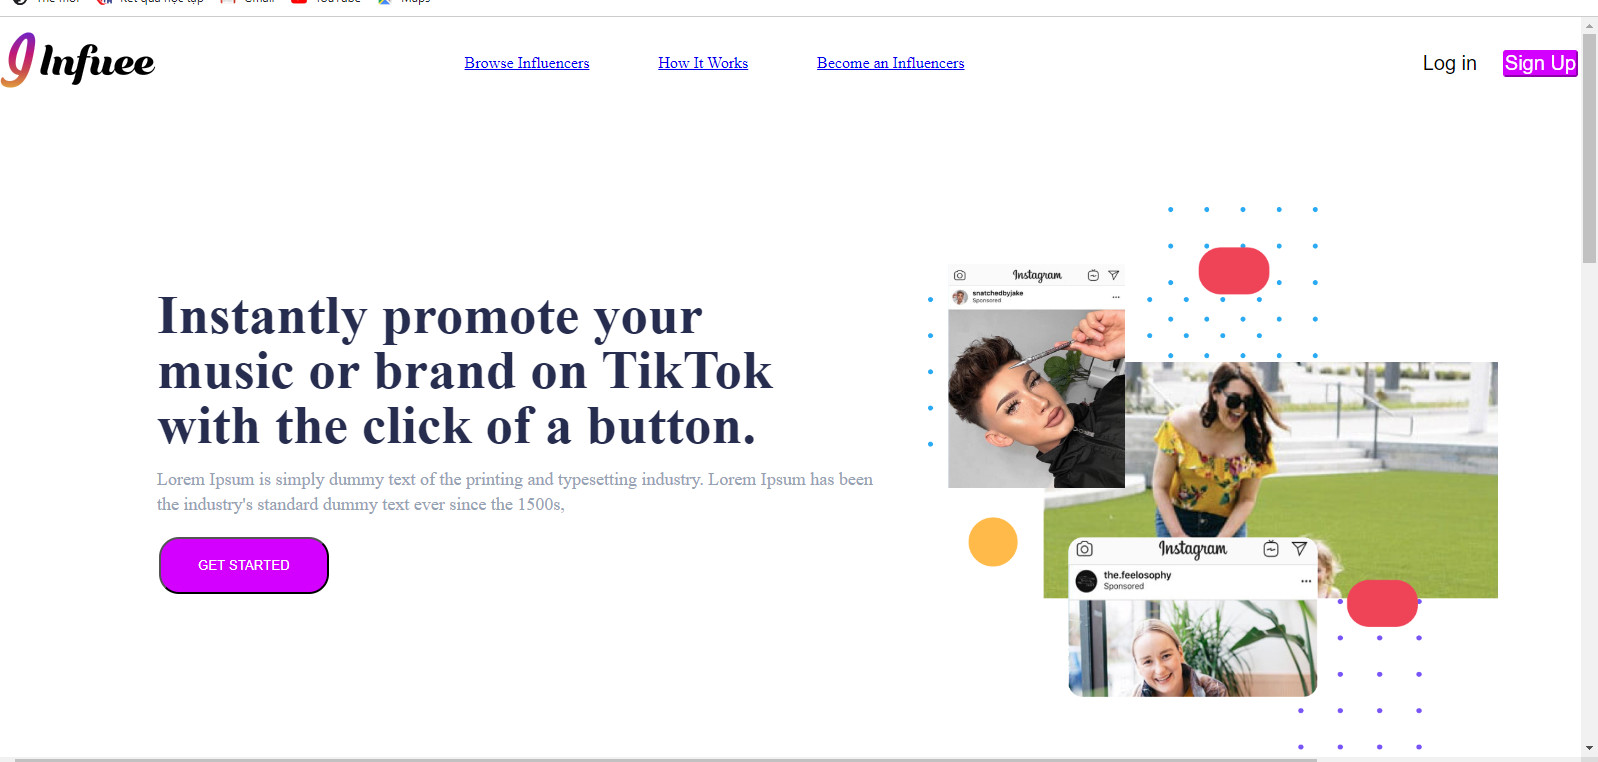 Infuee
Browse Influencers
How It Works
Become an Influencers
Log in
Sign Up
Instantly promote your
music or brand on TikTok
with the click of a button.
Lorem Ipsum is simply dummy text of the printing and typesetting industry. Lorem Ipsum has been
the industry's standard dummy text ever since the 1500s,
GET STARTED
Instagram
snatchedbyjake
Sponsored
Instagram
the.feelosophy
Sponsored